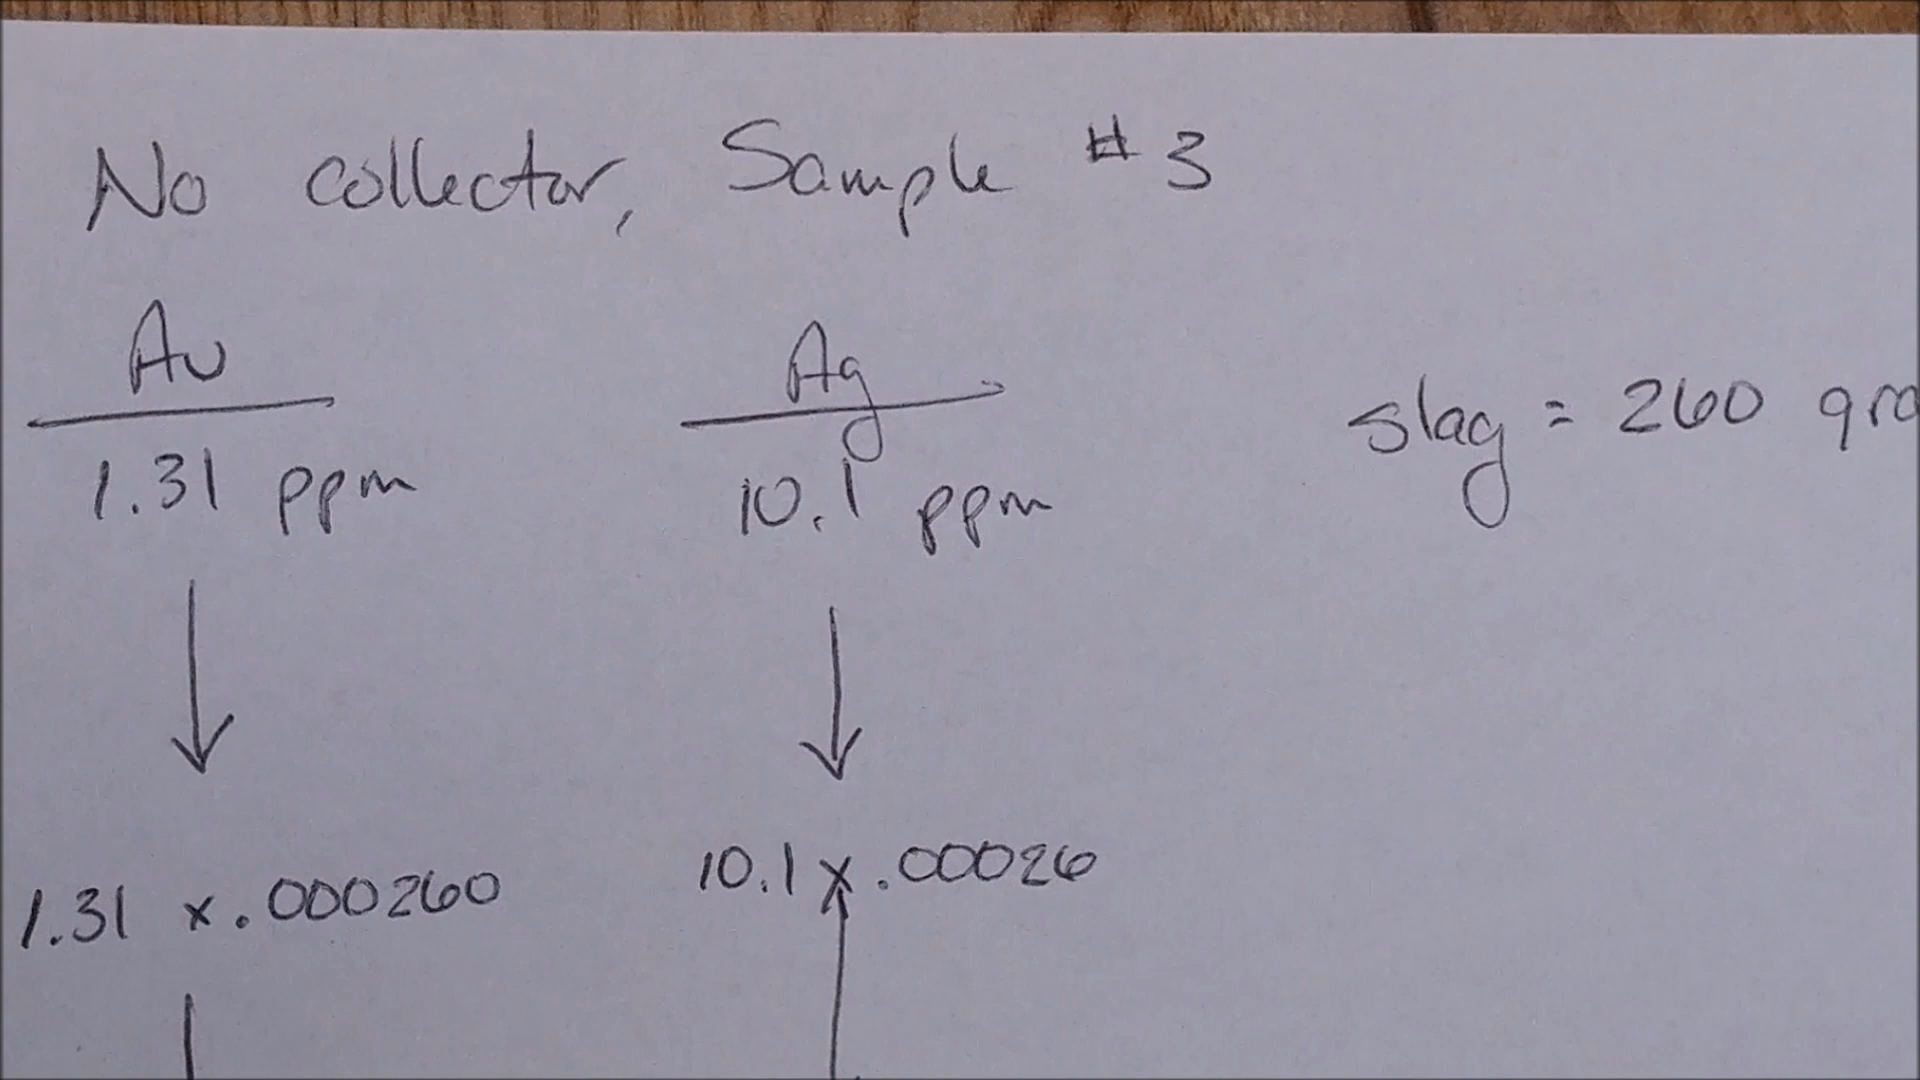 No collector, Sample #3
Au
1.31 ppm
Ag
10.1 ppm
slag = 260 gra
1.31 x .000260
10.1 x .00026